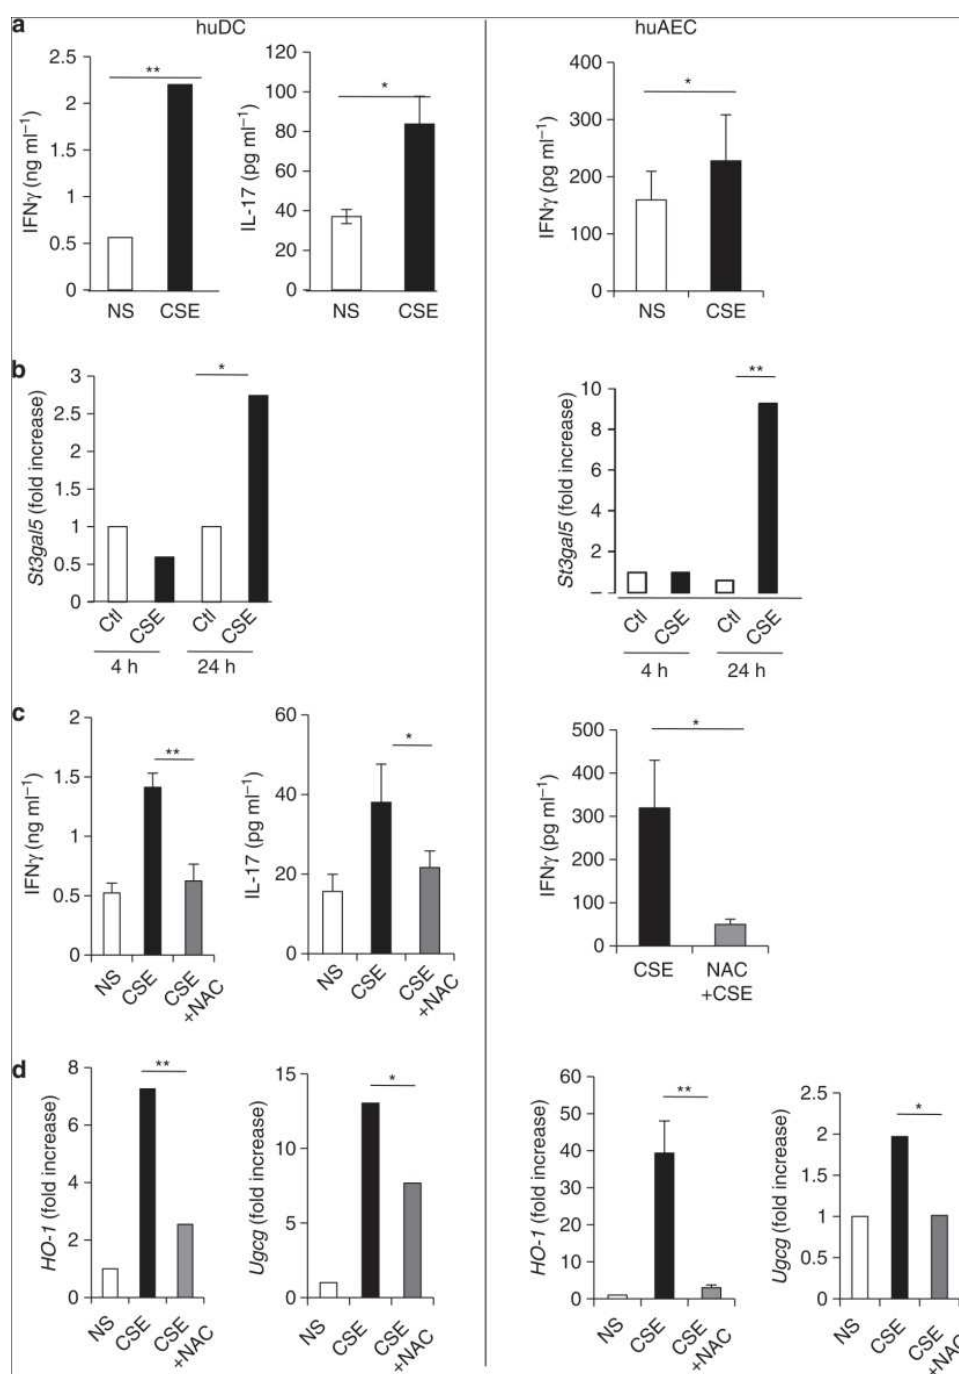 a
huDC
huAEC
IFNγ (ng ml⁻¹)
2.5
2
1.5
1
0.5
0
**
NS
CSE
IL-17 (pg ml⁻¹)
120
100
80
60
40
20
0
*
NS
CSE
IFNγ (pg ml⁻¹)
400
300
200
100
0
*
NS
CSE
b
St3gal5 (fold increase)
3
2.5
2
1.5
1
0.5
0
*
Ctl
CSE
Ctl
CSE
4 h
24 h
St3gal5 (fold increase)
10
8
6
4
2
–
**
Ctl
CSE
Ctl
CSE
4 h
24 h
c
IFNγ (ng ml⁻¹)
2
1.5
1
0.5
0
**
NS
CSE
CSE
+NAC
IL-17 (pg ml⁻¹)
60
40
20
0
*
NS
CSE
CSE
+NAC
IFNγ (pg ml⁻¹)
500
400
300
200
100
0
*
CSE
NAC
+CSE
d
HO-1 (fold increase)
8
6
4
2
0
**
NS
CSE
CSE
+NAC
Ugcg (fold increase)
15
10
5
0
*
NS
CSE
CSE
+NAC
HO-1 (fold increase)
60
50
40
30
20
10
0
**
NS
CSE
CSE
+NAC
Ugcg (fold increase)
2.5
2
1.5
1
0.5
0
*
NS
CSE
CSE
+NAC